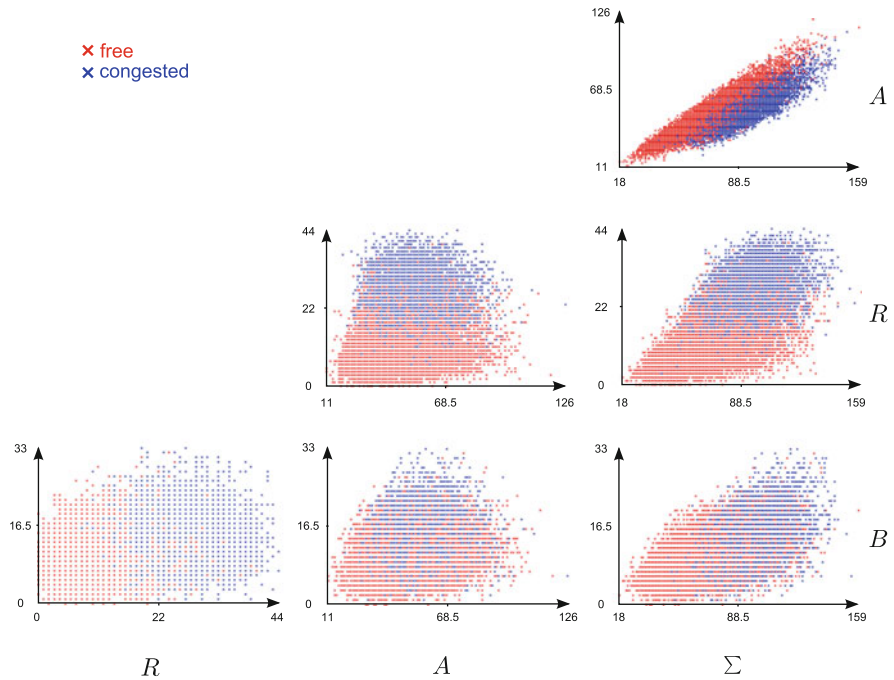 126
× free
× congested
68.5
A
11
18 88.5 159
44 44
22 22
R
0 0
11 68.5 126 18 88.5 159
33 33 33
16.5 16.5 16.5
B
0 0 0
0 22 44 11 68.5 126 18 88.5 159
R A Σ